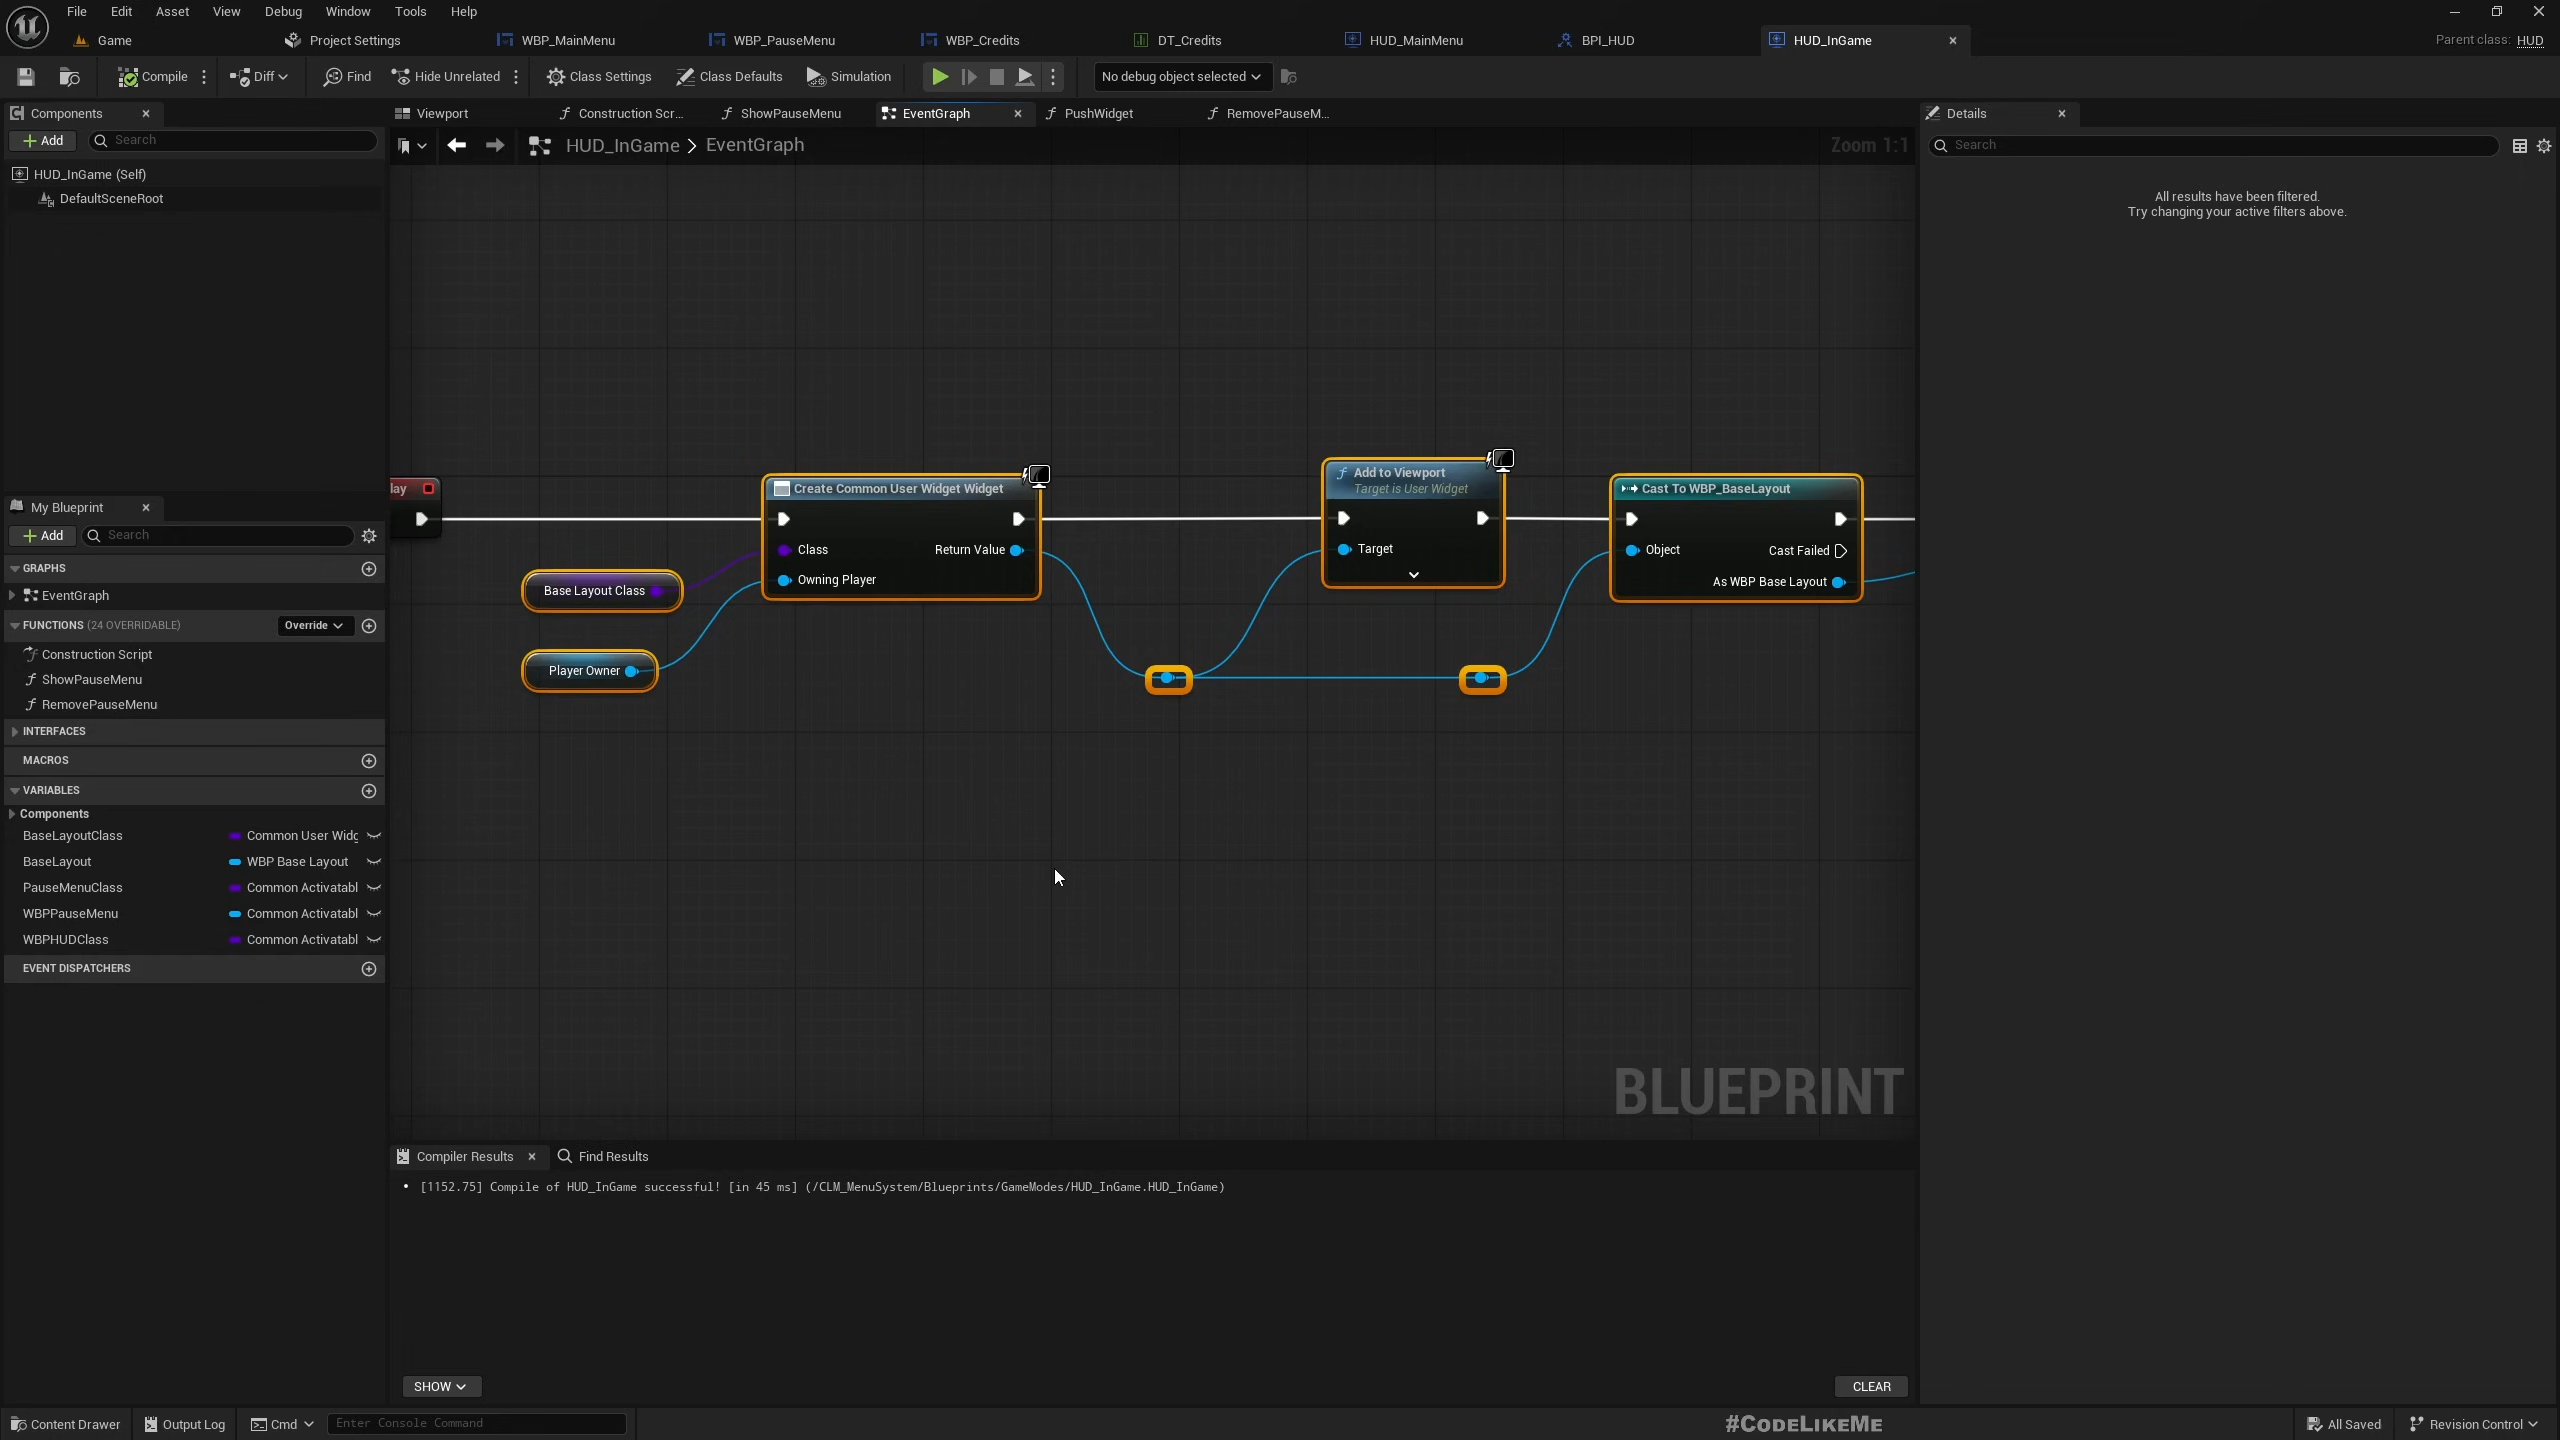 File Edit Asset View Debug Window Tools Help
Game Project Settings WBP_MainMenu WBP_PauseMenu WBP_Credits DT_Credits HUD_MainMenu BPI_HUD HUD_InGame Parent class: HUD
Compile Diff Find Hide Unrelated Class Settings Class Defaults Simulation No debug object selected
Components
Add Search
HUD_InGame (Self)
DefaultSceneRoot
My Blueprint
Add Search
GRAPHS
EventGraph
FUNCTIONS (24 OVERRIDABLE) Override
Construction Script
ShowPauseMenu
RemovePauseMenu
INTERFACES
MACROS
VARIABLES
Components
BaseLayoutClass Common User Widg
BaseLayout WBP Base Layout
PauseMenuClass Common Activatabl
WBPPauseMenu Common Activatabl
WBPHUDClass Common Activatabl
EVENT DISPATCHERS
Viewport Construction Scr... ShowPauseMenu EventGraph PushWidget RemovePauseM...
HUD_InGame > EventGraph Zoom 1:1
lay
Create Common User Widget Widget
Class Return Value
Owning Player
Base Layout Class
Player Owner
Add to Viewport
Target is User Widget
Target
Cast To WBP_BaseLayout
Object Cast Failed
As WBP Base Layout
BLUEPRINT
Compiler Results Find Results
• [1152.75] Compile of HUD_InGame successful! [in 45 ms] (/CLM_MenuSystem/Blueprints/GameModes/HUD_InGame.HUD_InGame)
SHOW CLEAR
Details
Search
All results have been filtered.
Try changing your active filters above.
Content Drawer Output Log Cmd Enter Console Command #CODELIKEME All Saved Revision Control